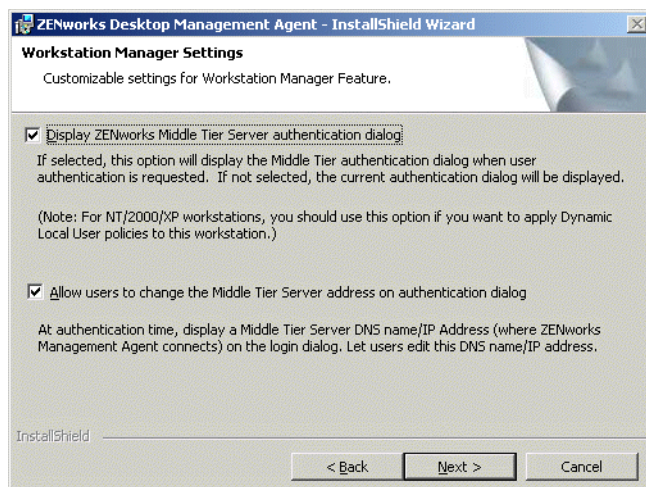 ZENworks Desktop Management Agent - InstallShield Wizard
Workstation Manager Settings
Customizable settings for Workstation Manager Feature.
Display ZENworks Middle Tier Server authentication dialog
If selected, this option will display the Middle Tier authentication dialog when user
authentication is requested. If not selected, the current authentication dialog will be displayed.
(Note: For NT/2000/XP workstations, you should use this option if you want to apply Dynamic
Local User policies to this workstation.)
Allow users to change the Middle Tier Server address on authentication dialog
At authentication time, display a Middle Tier Server DNS name/IP Address (where ZENworks
Management Agent connects) on the login dialog. Let users edit this DNS name/IP address.
InstallShield
< Back Next > Cancel